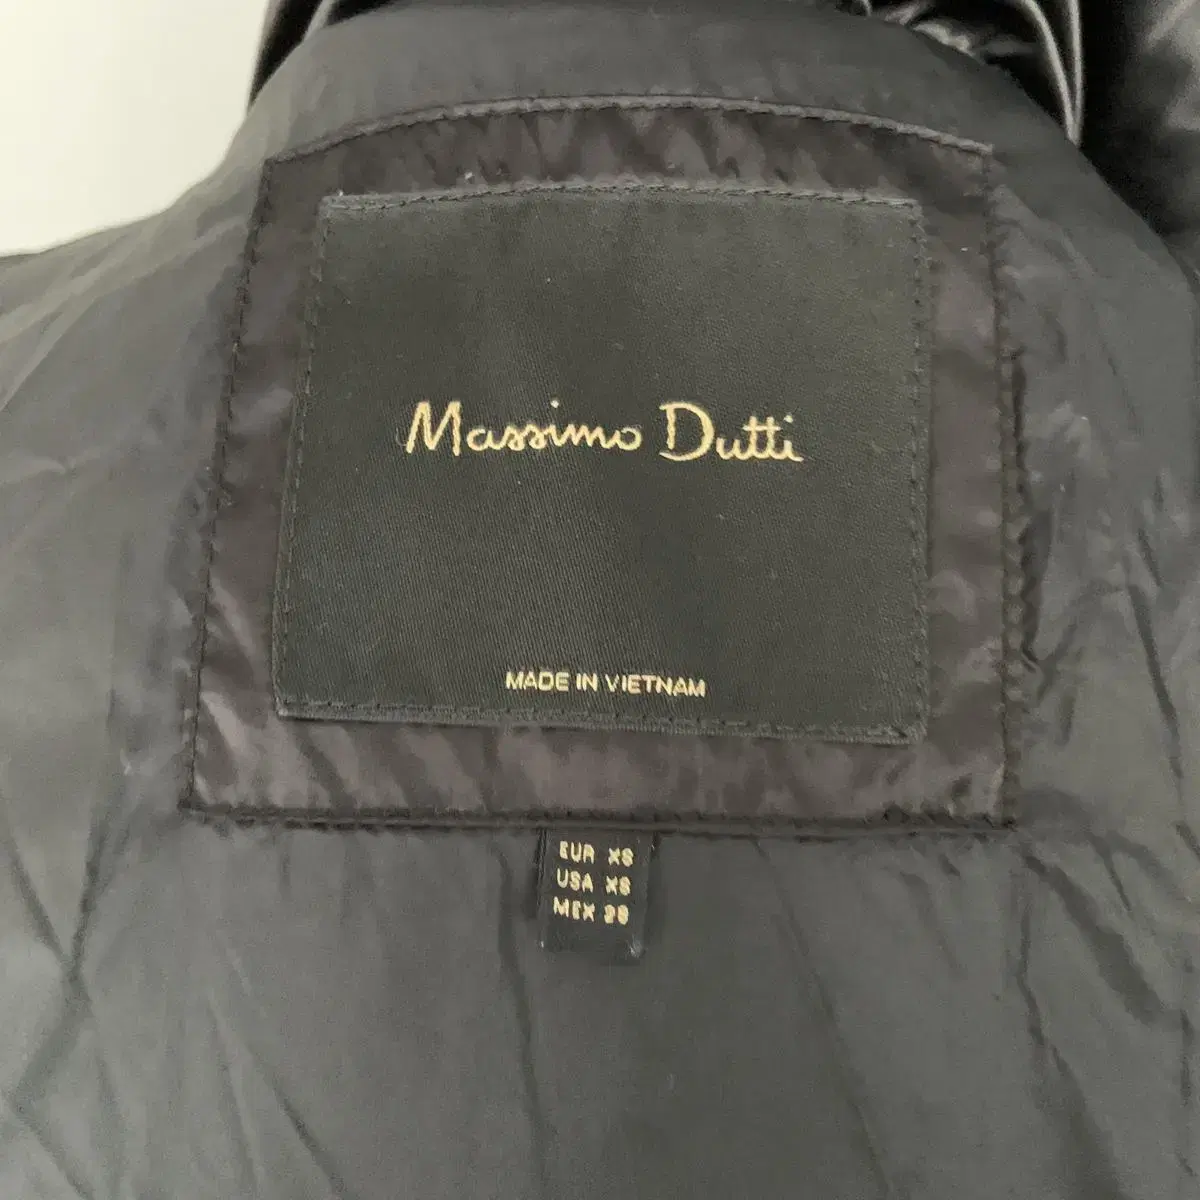 Massimo Dutti
MADE IN VIETNAM
EUR XS
USA XS
MEX 26